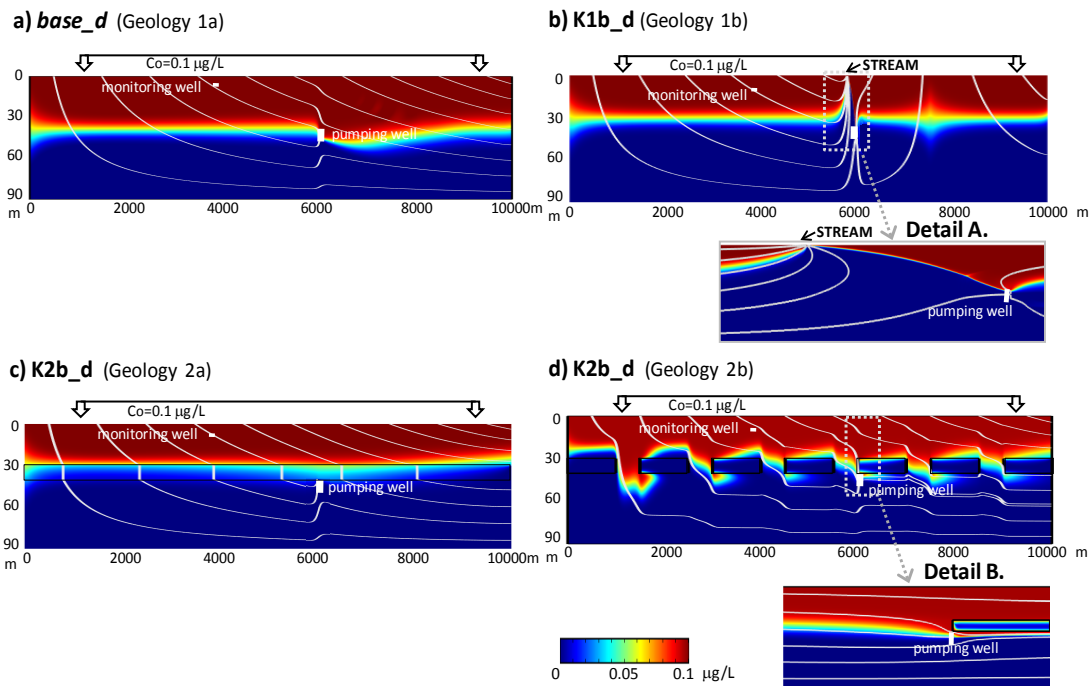 a) base_d (Geology 1a)
Co=0.1 µg/L
monitoring well
pumping well
0
30
60
90
m
0
2000
4000
6000
8000
10000m
b) K1b_d (Geology 1b)
Co=0.1 µg/L
STREAM
monitoring well
0
30
60
90
m
0
2000
4000
6000
8000
10000
m
Detail A.
STREAM
pumping well
c) K2b_d (Geology 2a)
Co=0.1 µg/L
monitoring well
pumping well
0
30
60
90
m
0
2000
4000
6000
8000
10000
m
d) K2b_d (Geology 2b)
Co=0.1 µg/L
monitoring well
pumping well
0
30
60
90
m
0
2000
4000
6000
8000
10000
m
Detail B.
pumping well
0
0.05
0.1
µg/L